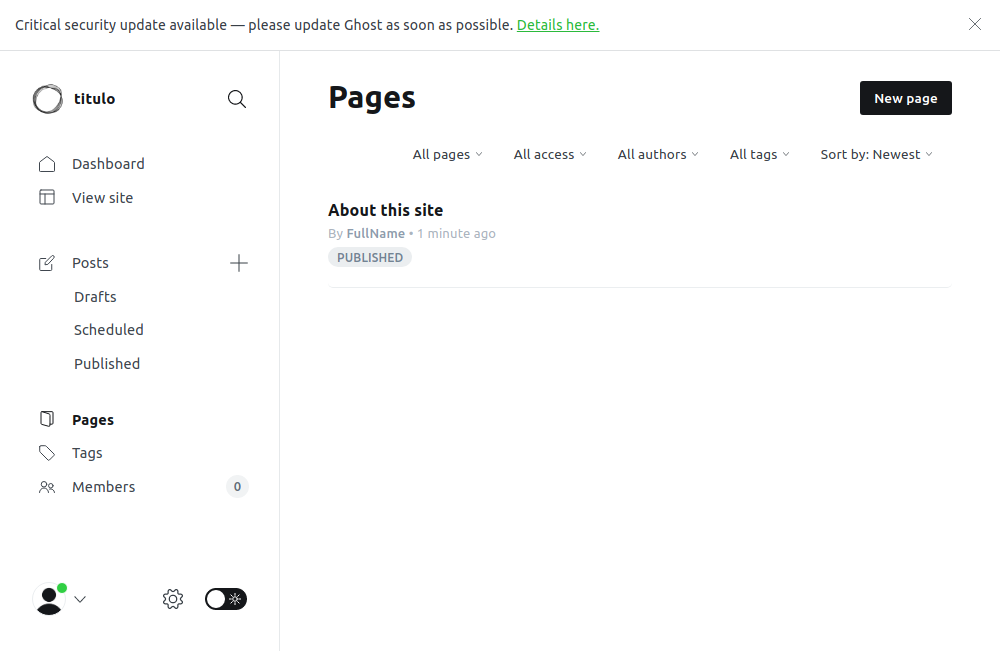 Critical security update available — please update Ghost as soon as possible. Details here.
titulo
Dashboard
View site
Posts
Drafts
Scheduled
Published
Pages
Tags
Members 0
Pages
New page
All pages All access All authors All tags Sort by: Newest
About this site
By FullName • 1 minute ago
PUBLISHED